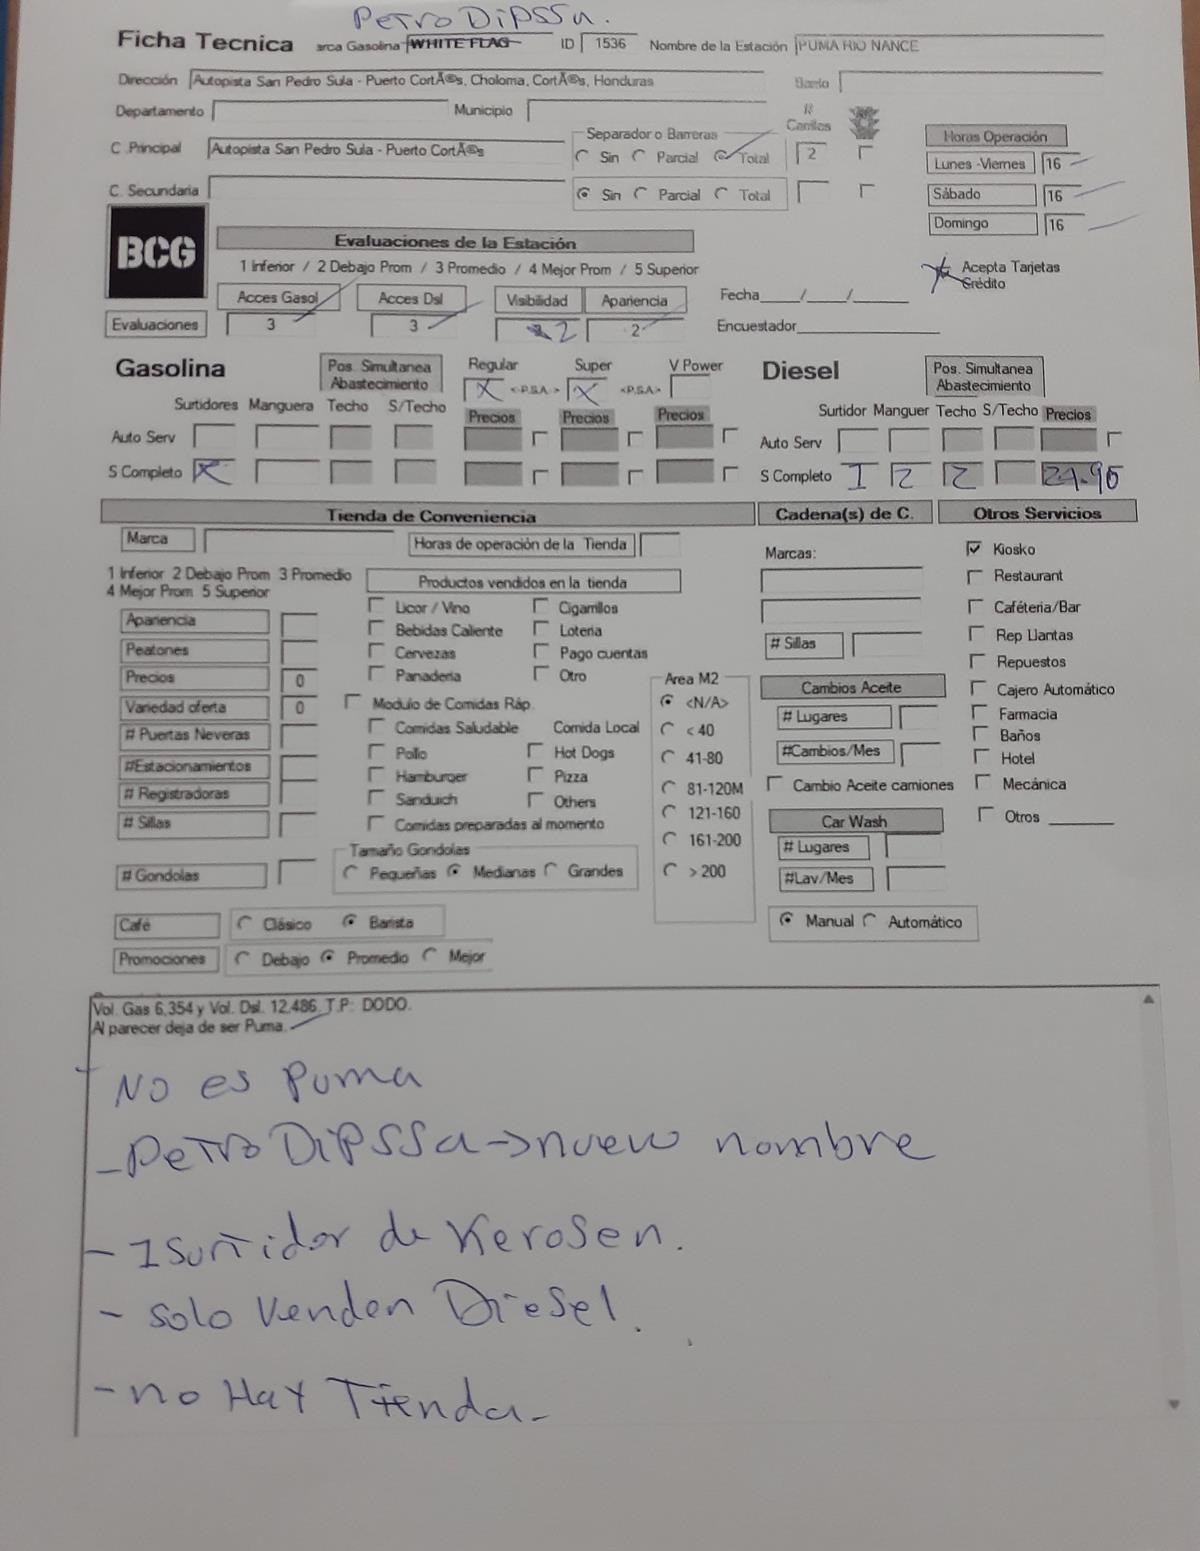 PetroDiPSSa.
Ficha Tecnica arca Gasolina WHITE FLAG ID 1536 Nombre de la Estación PUMA RIO NANCE
Dirección Autopista San Pedro Sula - Puerto CortÃ®s, Choloma, CortÃ®s, Honduras
Departamento Municipio Carriles
C .Principal Autopista San Pedro Sula - Puerto CortÃ®s Separador o Barreras Sin Parcial Total 2
Horas Operación
Lunes -Viernes 16
C. Secundaria Sin Parcial Total Sábado 16
Domingo 16
BCG
Evaluaciones de la Estación
1 Inferior / 2 Debajo Prom / 3 Promedio / 4 Mejor Prom / 5 Superior
Acepta Tarjetas
Crédito
Acces Gasol Acces Dsl Visibilidad Apariencia Fecha____/____/______
Evaluaciones 3 3 2 2 Encuestador
Gasolina Pos. Simultanea Abastecimiento Regular Super V Power Diesel Pos. Simultanea Abastecimiento
X <-P.S.A.-> X <P.S.A>
Surtidores Manguera Techo S/Techo Precios Precios Precios Surtidor Manguer Techo S/Techo Precios
Auto Serv Auto Serv
S Completo X S Completo 1 2 2 21.95
Tienda de Conveniencia Cadena(s) de C. Otros Servicios
Marca Horas de operación de la Tienda Marcas: Kiosko
1 Inferior 2 Debajo Prom 3 Promedio
4 Mejor Prom 5 Superior
Productos vendidos en la tienda Restaurant
Apariencia Licor / Vino Cigarrillos Caféteria/Bar
Peatones Bebidas Caliente Loteria # Sillas Rep Llantas
Precios 0 Cervezas Pago cuentas Repuestos
Panaderia Otro Area M2 Cambios Aceite Cajero Automático
Variedad oferta 0 Modulo de Comidas Ráp. <N/A> # Lugares Farmacia
# Puertas Neveras Comidas Saludable Comida Local < 40 Baños
#Estacionamientos Pollo Hot Dogs 41-80 #Cambios/Mes Hotel
# Registradoras Hamburger Pizza 81-120M Cambio Aceite camiones Mecánica
# Sillas Sanduich Others 121-160 Car Wash Otros
Comidas preparadas al momento 161-200 # Lugares
# Gondolas Tamaño Gondolas Pequeñas Medianas Grandes > 200 #Lav/Mes
Café Clásico Barista Manual Automático
Promociones Debajo Promedio Mejor
Vol. Gas 6,354 y Vol. Dsl. 12,486. T.P: DODO.
Al parecer deja de ser Puma.
No es Puma
- PetroDiPSSa->nuevo nombre
- 1 Surtidor de Kerosen.
- solo Venden Diesel.
- no Hay Tienda-